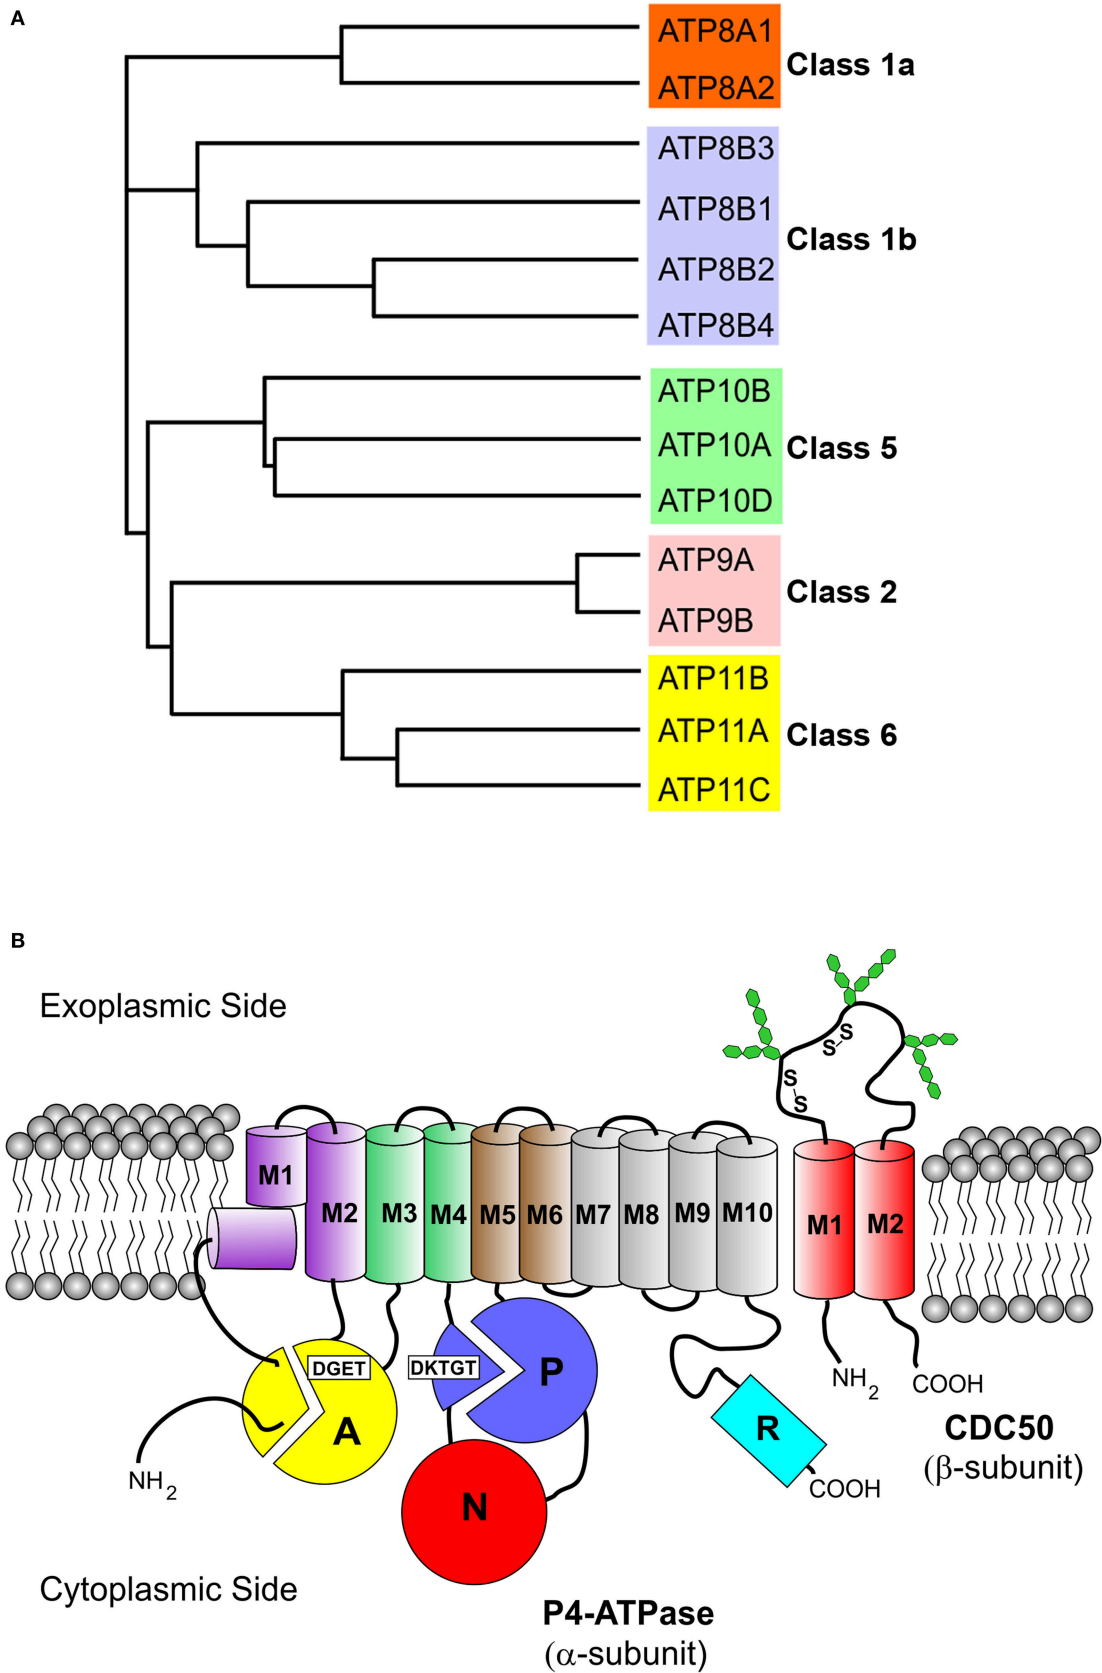 A
ATP8A1
ATP8A2
Class 1a
ATP8B3
ATP8B1
ATP8B2
ATP8B4
Class 1b
ATP10B
ATP10A
ATP10D
Class 5
ATP9A
ATP9B
Class 2
ATP11B
ATP11A
ATP11C
Class 6
B
Exoplasmic Side
S-S
S-S
M1
M2
M3
M4
M5
M6
M7
M8
M9
M10
M1
M2
DGET
A
NH2
DKTGT
P
N
R
COOH
NH2
COOH
CDC50
(β-subunit)
Cytoplasmic Side
P4-ATPase
(α-subunit)